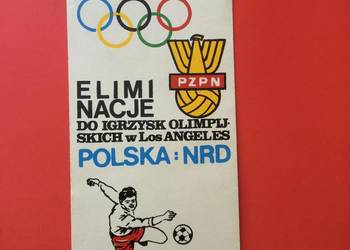 PZPN
ELIMI
NACJE
DO IGRZYSK OLIMPIJ-
SKICH w Los ANGELES
POLSKA : NRD